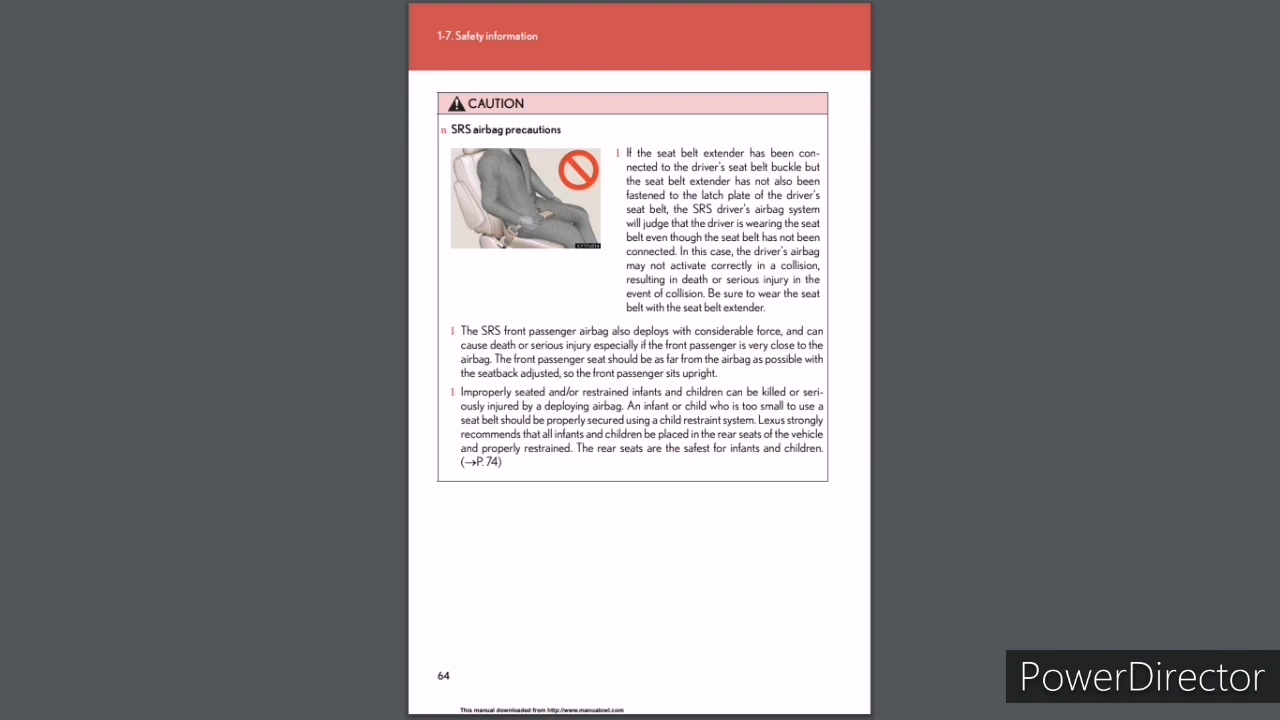 1-7. Safety information
CAUTION
n SRS airbag precautions
l If the seat belt extender has been con-
nected to the driver's seat belt buckle but
the seat belt extender has not also been
fastened to the latch plate of the driver's
seat belt, the SRS driver's airbag system
will judge that the driver is wearing the seat
belt even though the seat belt has not been
connected. In this case, the driver's airbag
may not activate correctly in a collision,
resulting in death or serious injury in the
event of collision. Be sure to wear the seat
belt with the seat belt extender.
l The SRS front passenger airbag also deploys with considerable force, and can
cause death or serious injury especially if the front passenger is very close to the
airbag. The front passenger seat should be as far from the airbag as possible with
the seatback adjusted, so the front passenger sits upright.
l Improperly seated and/or restrained infants and children can be killed or seri-
ously injured by a deploying airbag. An infant or child who is too small to use a
seat belt should be properly secured using a child restraint system. Lexus strongly
recommends that all infants and children be placed in the rear seats of the vehicle
and properly restrained. The rear seats are the safest for infants and children.
(→P. 74)
64
This manual downloaded from http://www.manualowl.com
PowerDirector